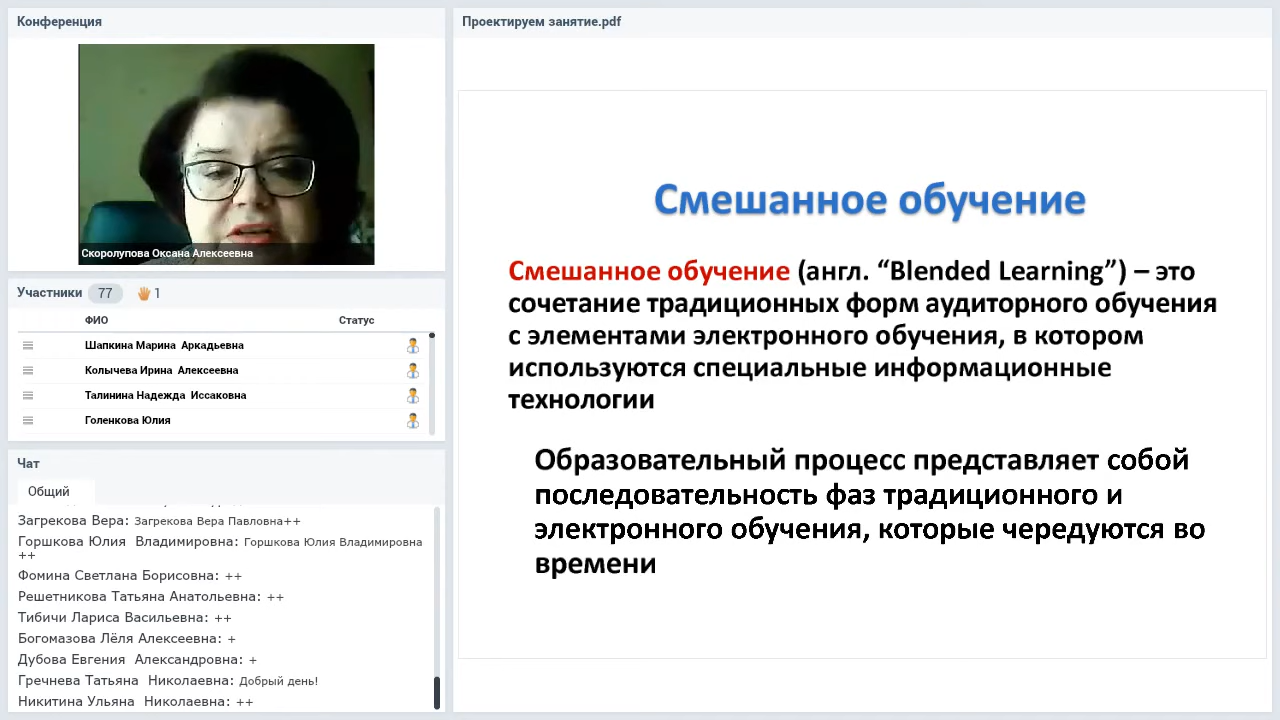 Конференция
Скоролупова Оксана Алексеевна
Участники 77 1
ФИО Статус
Шапкина Марина Аркадьевна
Колычева Ирина Алексеевна
Талинина Надежда Иссаковна
Голенкова Юлия
Чат
Общий
Загрекова Вера: Загрекова Вера Павловна++
Горшкова Юлия Владимировна: Горшкова Юлия Владимировна
++
Фомина Светлана Борисовна: ++
Решетникова Татьяна Анатольевна: ++
Тибичи Лариса Васильевна: ++
Богомазова Лёля Алексеевна: +
Дубова Евгения Александровна: +
Гречнева Татьяна Николаевна: Добрый день!
Никитина Ульяна Николаевна: ++
Проектируем занятие.pdf
Смешанное обучение
Смешанное обучение (англ. “Blended Learning”) – это
сочетание традиционных форм аудиторного обучения
с элементами электронного обучения, в котором
используются специальные информационные
технологии
Образовательный процесс представляет собой
последовательность фаз традиционного и
электронного обучения, которые чередуются во
времени